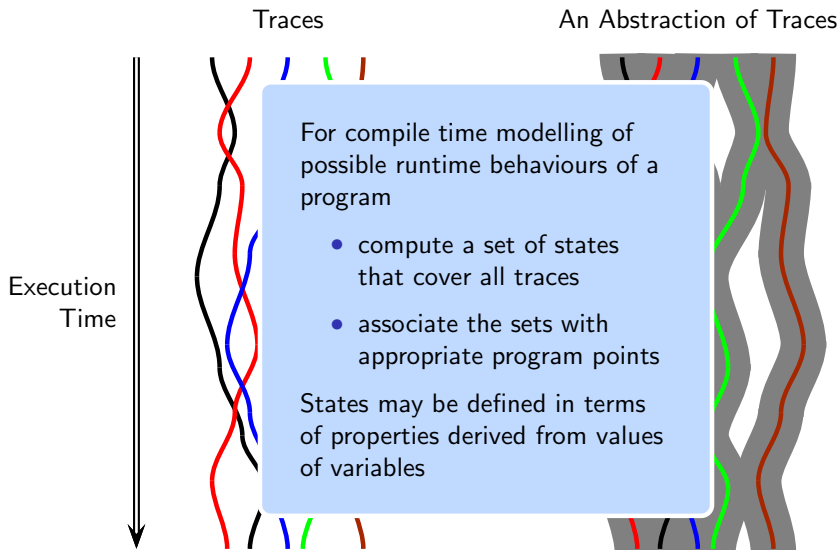 Traces
An Abstraction of Traces
For compile time modelling of
possible runtime behaviours of a
program
• compute a set of states
that cover all traces
• associate the sets with
appropriate program points
States may be defined in terms
of properties derived from values
of variables
Execution
Time